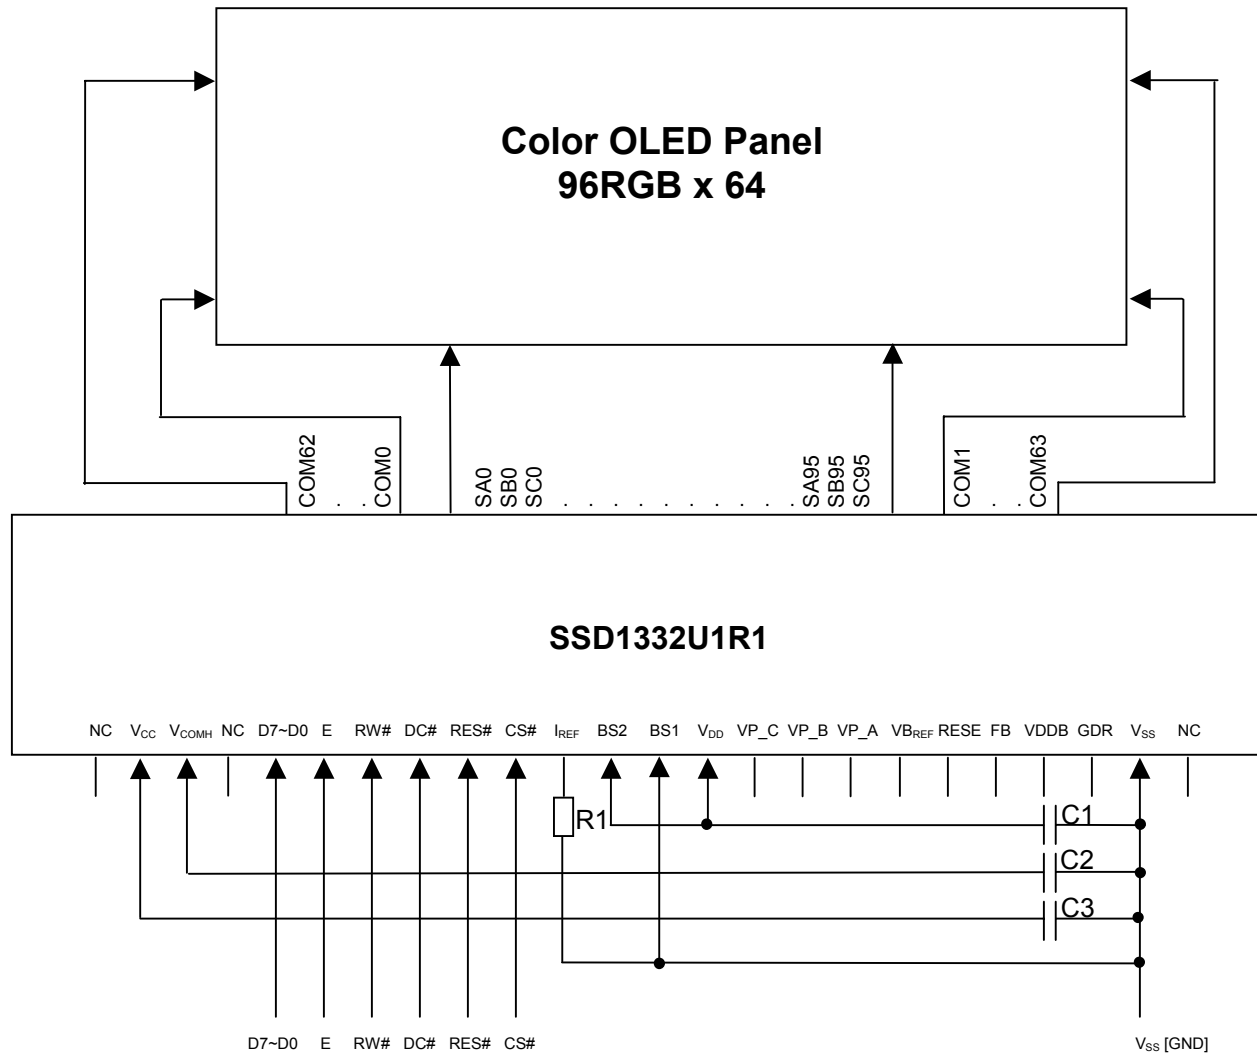 Color OLED Panel
96RGB x 64
COM62
. .
COM0
SA0
SB0
SC0
. . . . . . . . . .
SA95
SB95
SC95
COM1
. .
COM63
SSD1332U1R1
NC VCC VCOMH NC D7~D0 E RW# DC# RES# CS# IREF BS2 BS1 VDD VP_C VP_B VP_A VBREF RESE FB VDDB GDR VSS NC
R1
C1
C2
C3
D7~D0 E RW# DC# RES# CS# VSS [GND]